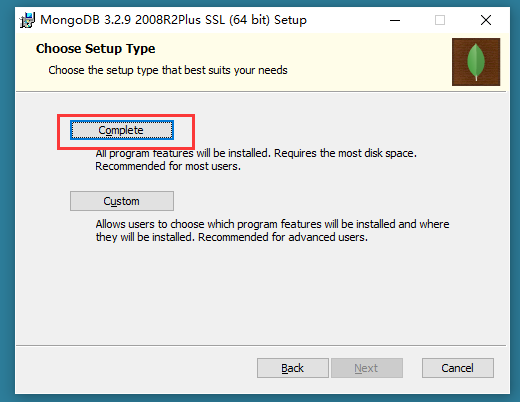 MongoDB 3.2.9 2008R2Plus SSL (64 bit) Setup
Choose Setup Type
Choose the setup type that best suits your needs
Complete
All program features will be installed. Requires the most disk space.
Recommended for most users.
Custom
Allows users to choose which program features will be installed and where
they will be installed. Recommended for advanced users.
Back
Next
Cancel